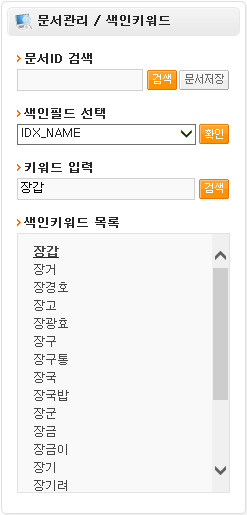 문서관리 / 색인키워드
문서ID 검색
검색 문서저장
색인필드 선택
IDX_NAME 확인
키워드 입력
장갑 검색
색인키워드 목록
장갑
장거
장경호
장고
장광효
장구
장구통
장국
장국밥
장군
장금
장금이
장기
장기려